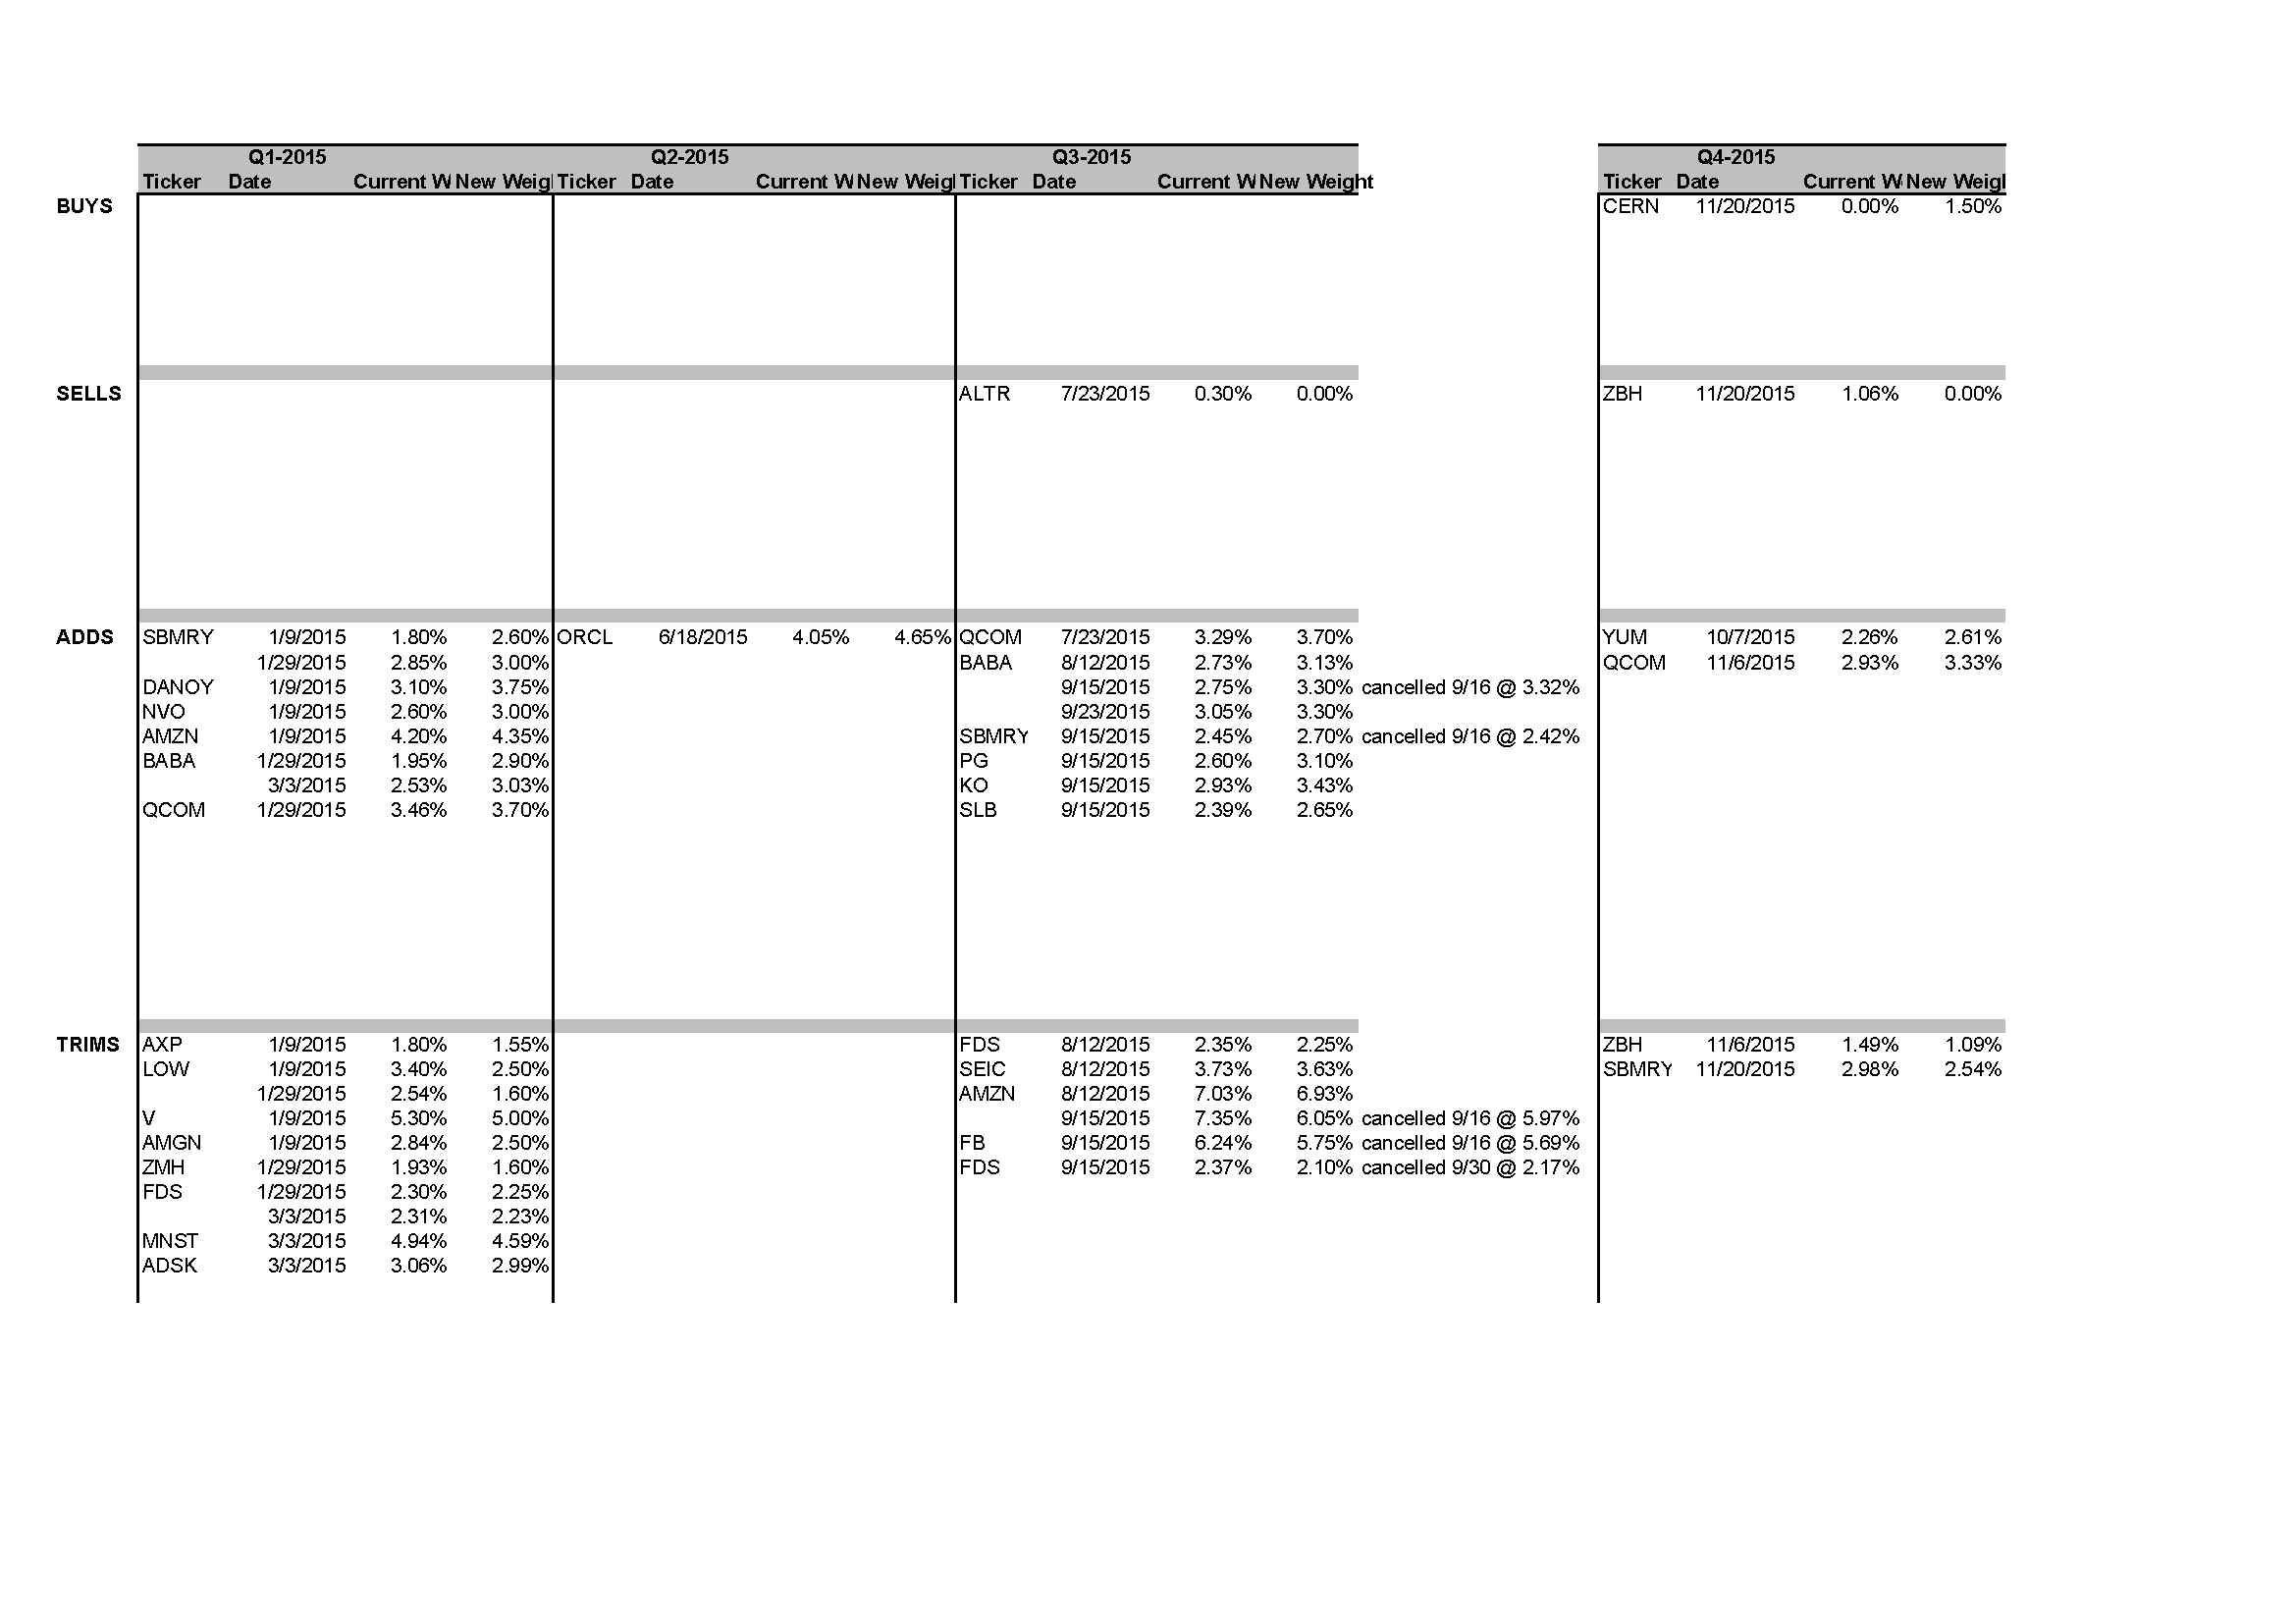 Q1-2015 Q2-2015 Q3-2015 Q4-2015
Ticker Date Current W New Weigl Ticker Date Current W New Weigl Ticker Date Current W New Weight Ticker Date Current W New Weigl
BUYS CERN 11/20/2015 0.00% 1.50%
SELLS ALTR 7/23/2015 0.30% 0.00% ZBH 11/20/2015 1.06% 0.00%
ADDS SBMRY 1/9/2015 1.80% 2.60% ORCL 6/18/2015 4.05% 4.65% QCOM 7/23/2015 3.29% 3.70% YUM 10/7/2015 2.26% 2.61%
1/29/2015 2.85% 3.00% BABA 8/12/2015 2.73% 3.13% QCOM 11/6/2015 2.93% 3.33%
DANOY 1/9/2015 3.10% 3.75% 9/15/2015 2.75% 3.30% cancelled 9/16 @ 3.32%
NVO 1/9/2015 2.60% 3.00% 9/23/2015 3.05% 3.30%
AMZN 1/9/2015 4.20% 4.35% SBMRY 9/15/2015 2.45% 2.70% cancelled 9/16 @ 2.42%
BABA 1/29/2015 1.95% 2.90% PG 9/15/2015 2.60% 3.10%
3/3/2015 2.53% 3.03% KO 9/15/2015 2.93% 3.43%
QCOM 1/29/2015 3.46% 3.70% SLB 9/15/2015 2.39% 2.65%
TRIMS AXP 1/9/2015 1.80% 1.55% FDS 8/12/2015 2.35% 2.25% ZBH 11/6/2015 1.49% 1.09%
LOW 1/9/2015 3.40% 2.50% SEIC 8/12/2015 3.73% 3.63% SBMRY 11/20/2015 2.98% 2.54%
1/29/2015 2.54% 1.60% AMZN 8/12/2015 7.03% 6.93%
V 1/9/2015 5.30% 5.00% 9/15/2015 7.35% 6.05% cancelled 9/16 @ 5.97%
AMGN 1/9/2015 2.84% 2.50% FB 9/15/2015 6.24% 5.75% cancelled 9/16 @ 5.69%
ZMH 1/29/2015 1.93% 1.60% FDS 9/15/2015 2.37% 2.10% cancelled 9/30 @ 2.17%
FDS 1/29/2015 2.30% 2.25%
3/3/2015 2.31% 2.23%
MNST 3/3/2015 4.94% 4.59%
ADSK 3/3/2015 3.06% 2.99%